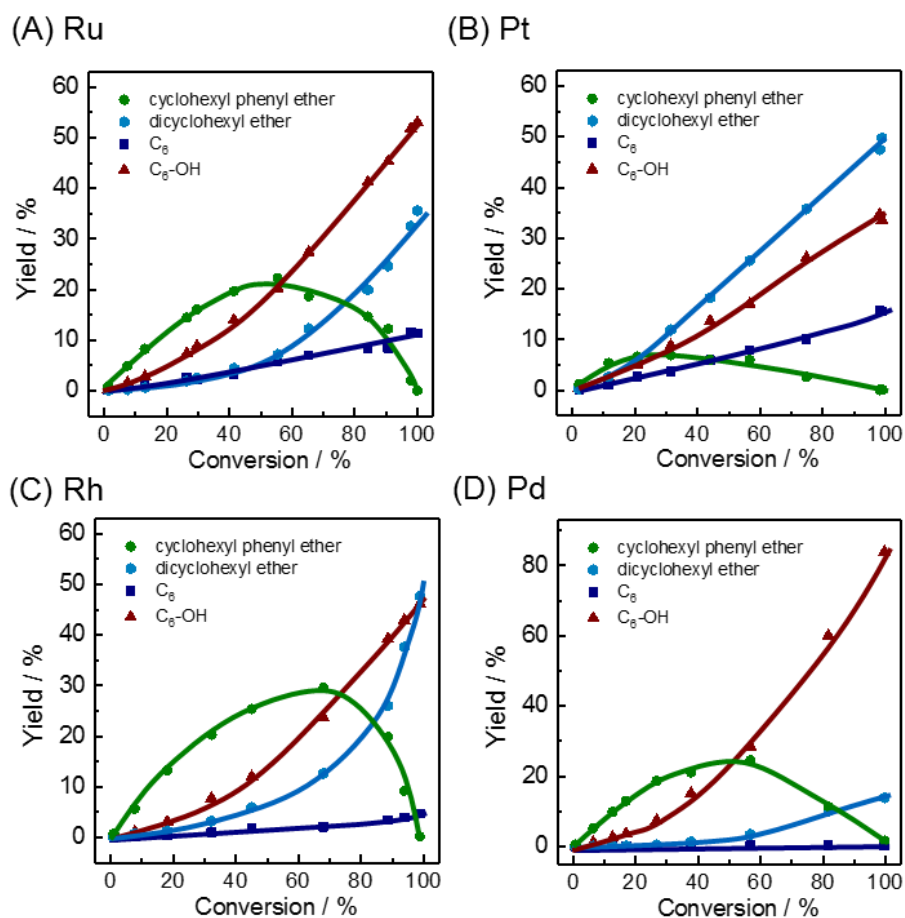 (A) Ru
60
50
40
30
20
10
0
Yield / %
cyclohexyl phenyl ether
dicyclohexyl ether
C₆
C₆-OH
0 20 40 60 80 100
Conversion / %
(B) Pt
60
50
40
30
20
10
0
Yield / %
cyclohexyl phenyl ether
dicyclohexyl ether
C₆
C₆-OH
0 20 40 60 80 100
Conversion / %
(C) Rh
60
50
40
30
20
10
0
Yield / %
cyclohexyl phenyl ether
dicyclohexyl ether
C₆
C₆-OH
0 20 40 60 80 100
Conversion / %
(D) Pd
80
60
40
20
0
Yield / %
cyclohexyl phenyl ether
dicyclohexyl ether
C₆
C₆-OH
0 20 40 60 80 100
Conversion / %